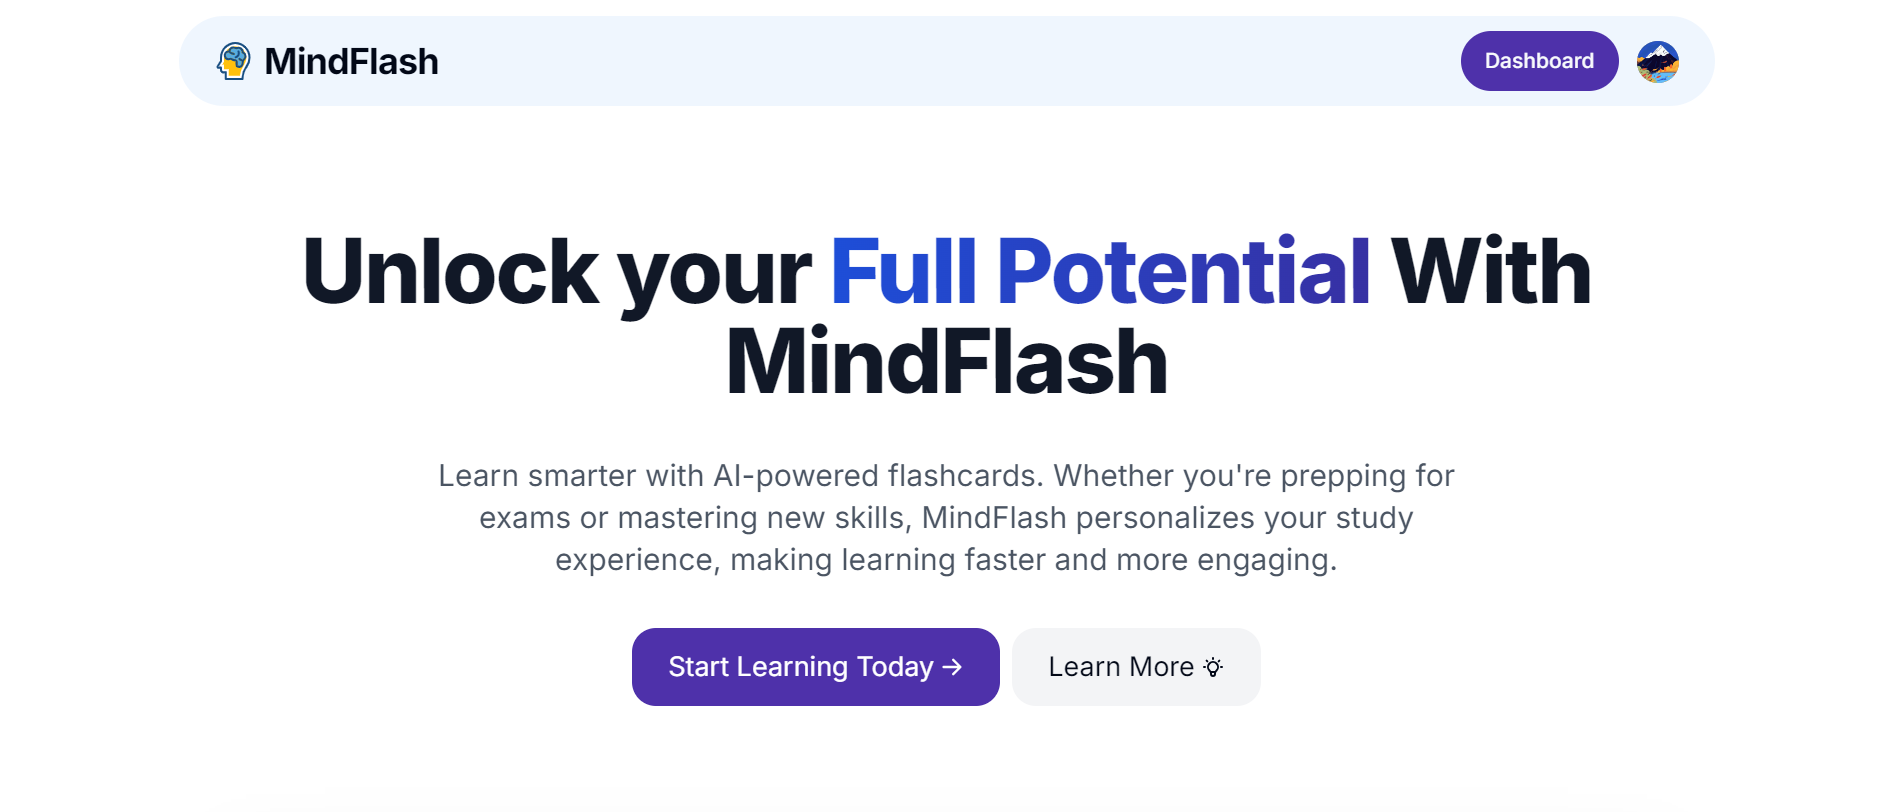 MindFlash
Dashboard
Unlock your Full Potential With
MindFlash
Learn smarter with AI-powered flashcards. Whether you're prepping for
exams or mastering new skills, MindFlash personalizes your study
experience, making learning faster and more engaging.
Start Learning Today →
Learn More